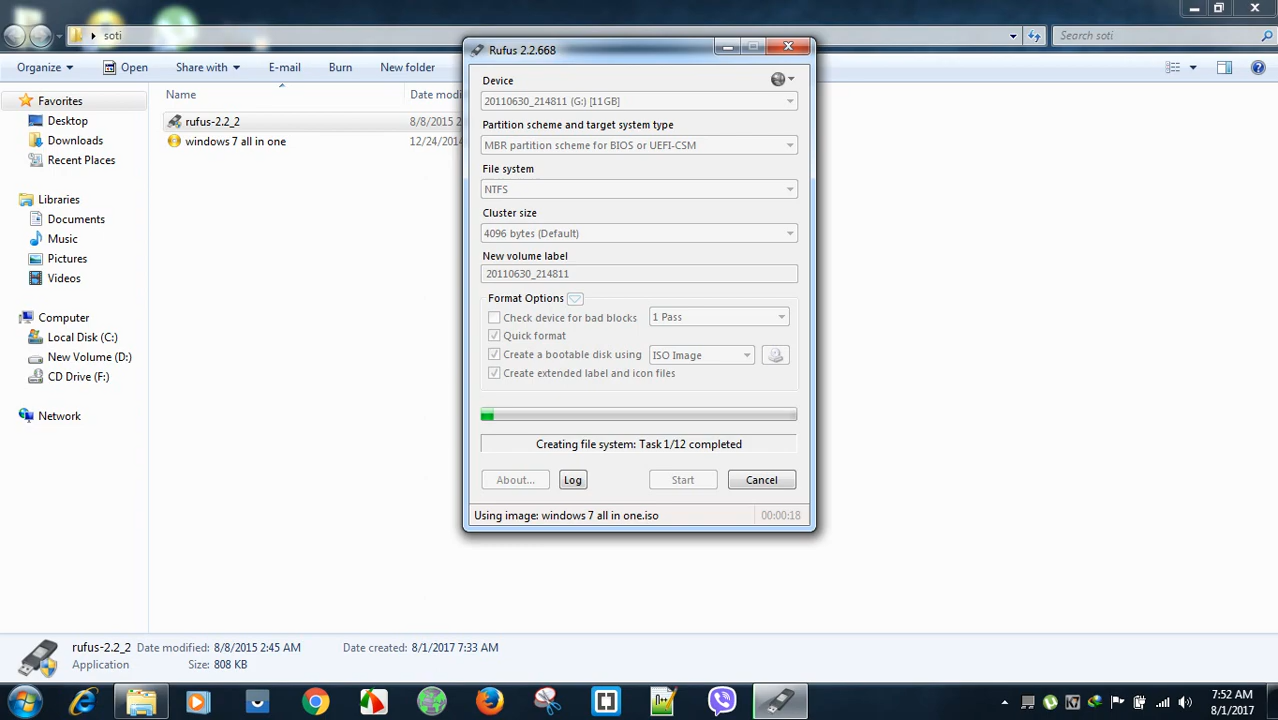 soti
Search soti
Organize
Open
Share with
E-mail
Burn
New folder
Name
Date modi
rufus-2.2_2
8/8/2015 2
windows 7 all in one
12/24/2014
Favorites
Desktop
Downloads
Recent Places
Libraries
Documents
Music
Pictures
Videos
Computer
Local Disk (C:)
New Volume (D:)
CD Drive (F:)
Network
Rufus 2.2.668
Device
20110630_214811 (G:) [11GB]
Partition scheme and target system type
MBR partition scheme for BIOS or UEFI-CSM
File system
NTFS
Cluster size
4096 bytes (Default)
New volume label
20110630_214811
Format Options
Check device for bad blocks
1 Pass
Quick format
Create a bootable disk using
ISO Image
Create extended label and icon files
Creating file system: Task 1/12 completed
About...
Log
Start
Cancel
Using image: windows 7 all in one.iso
00:00:18
rufus-2.2_2 Date modified: 8/8/2015 2:45 AM Date created: 8/1/2017 7:33 AM
Application Size: 808 KB
7:52 AM
8/1/2017